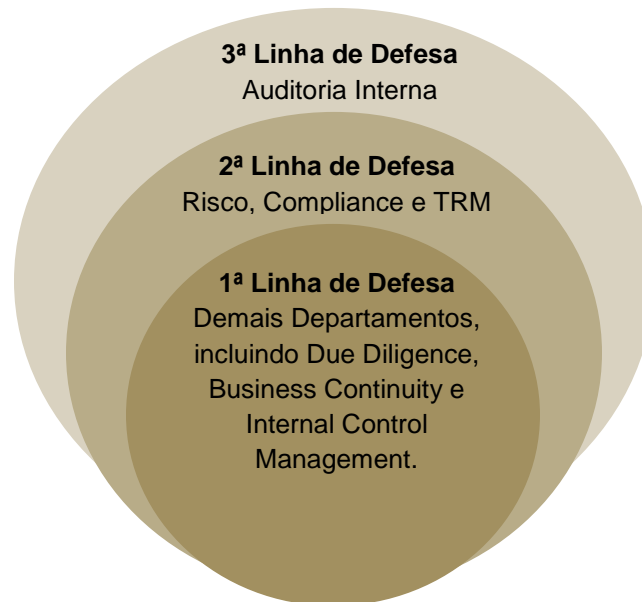 3ª Linha de Defesa
Auditoria Interna
2ª Linha de Defesa
Risco, Compliance e TRM
1ª Linha de Defesa
Demais Departamentos,
incluindo Due Diligence,
Business Continuity e
Internal Control
Management.